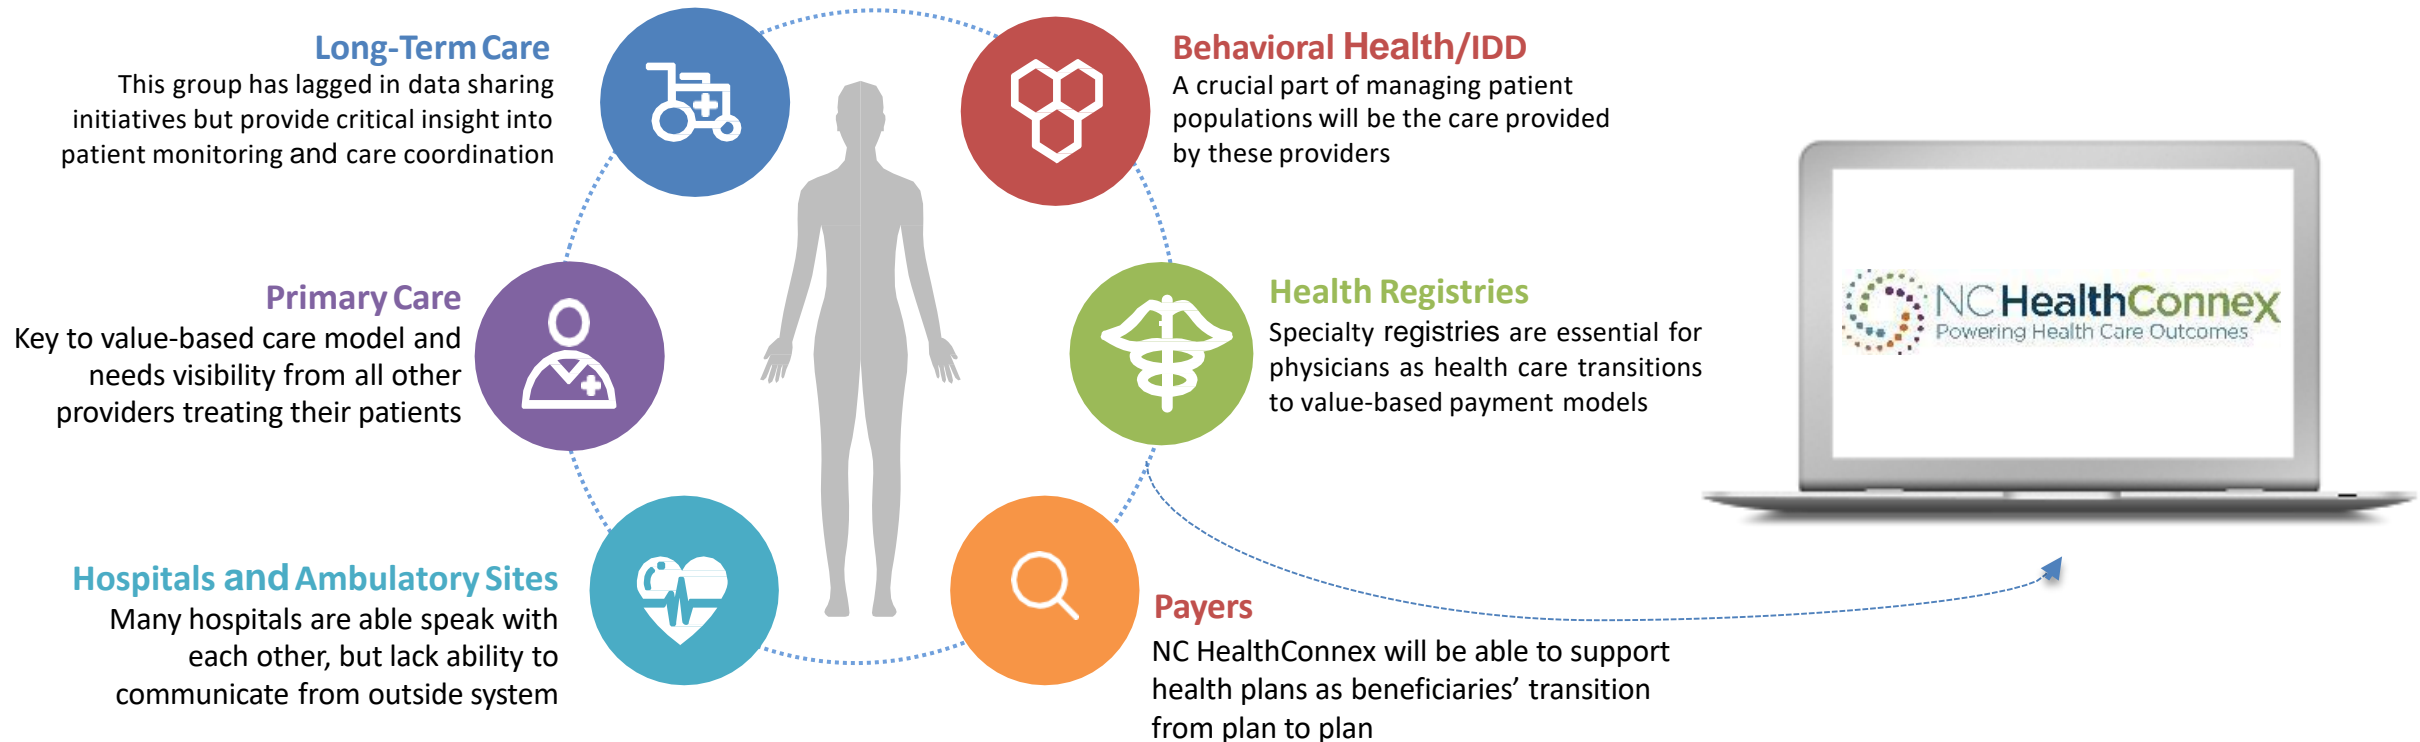 Long-Term Care
This group has lagged in data sharing
initiatives but provide critical insight into
patient monitoring and care coordination
Behavioral Health/IDD
A crucial part of managing patient
populations will be the care provided
by these providers
Primary Care
Key to value-based care model and
needs visibility from all other
providers treating their patients
Health Registries
Specialty registries are essential for
physicians as health care transitions
to value-based payment models
Hospitals and Ambulatory Sites
Many hospitals are able speak with
each other, but lack ability to
communicate from outside system
Payers
NC HealthConnex will be able to support
health plans as beneficiaries’ transition
from plan to plan
NC HealthConnex
Powering Health Care Outcomes